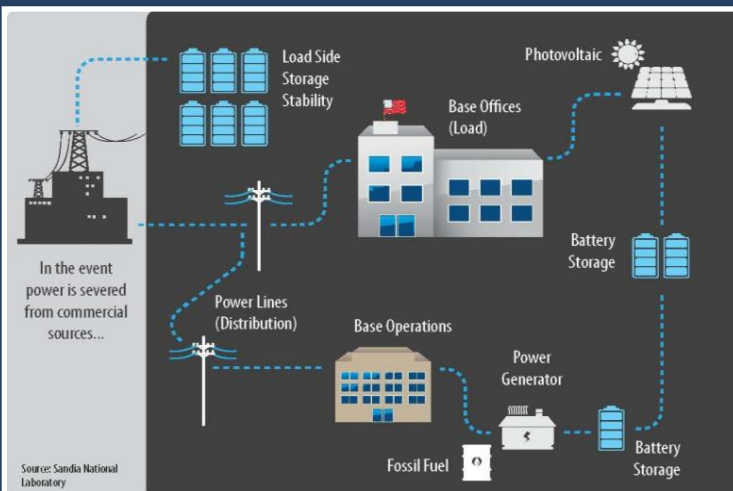 Load Side
Storage
Stability
Photovoltaic
Base Offices
(Load)
In the event
power is severed
from commercial
sources...
Battery
Storage
Power Lines
(Distribution)
Base Operations
Power
Generator
Fossil Fuel
Battery
Storage
Source: Sandia National
Laboratory